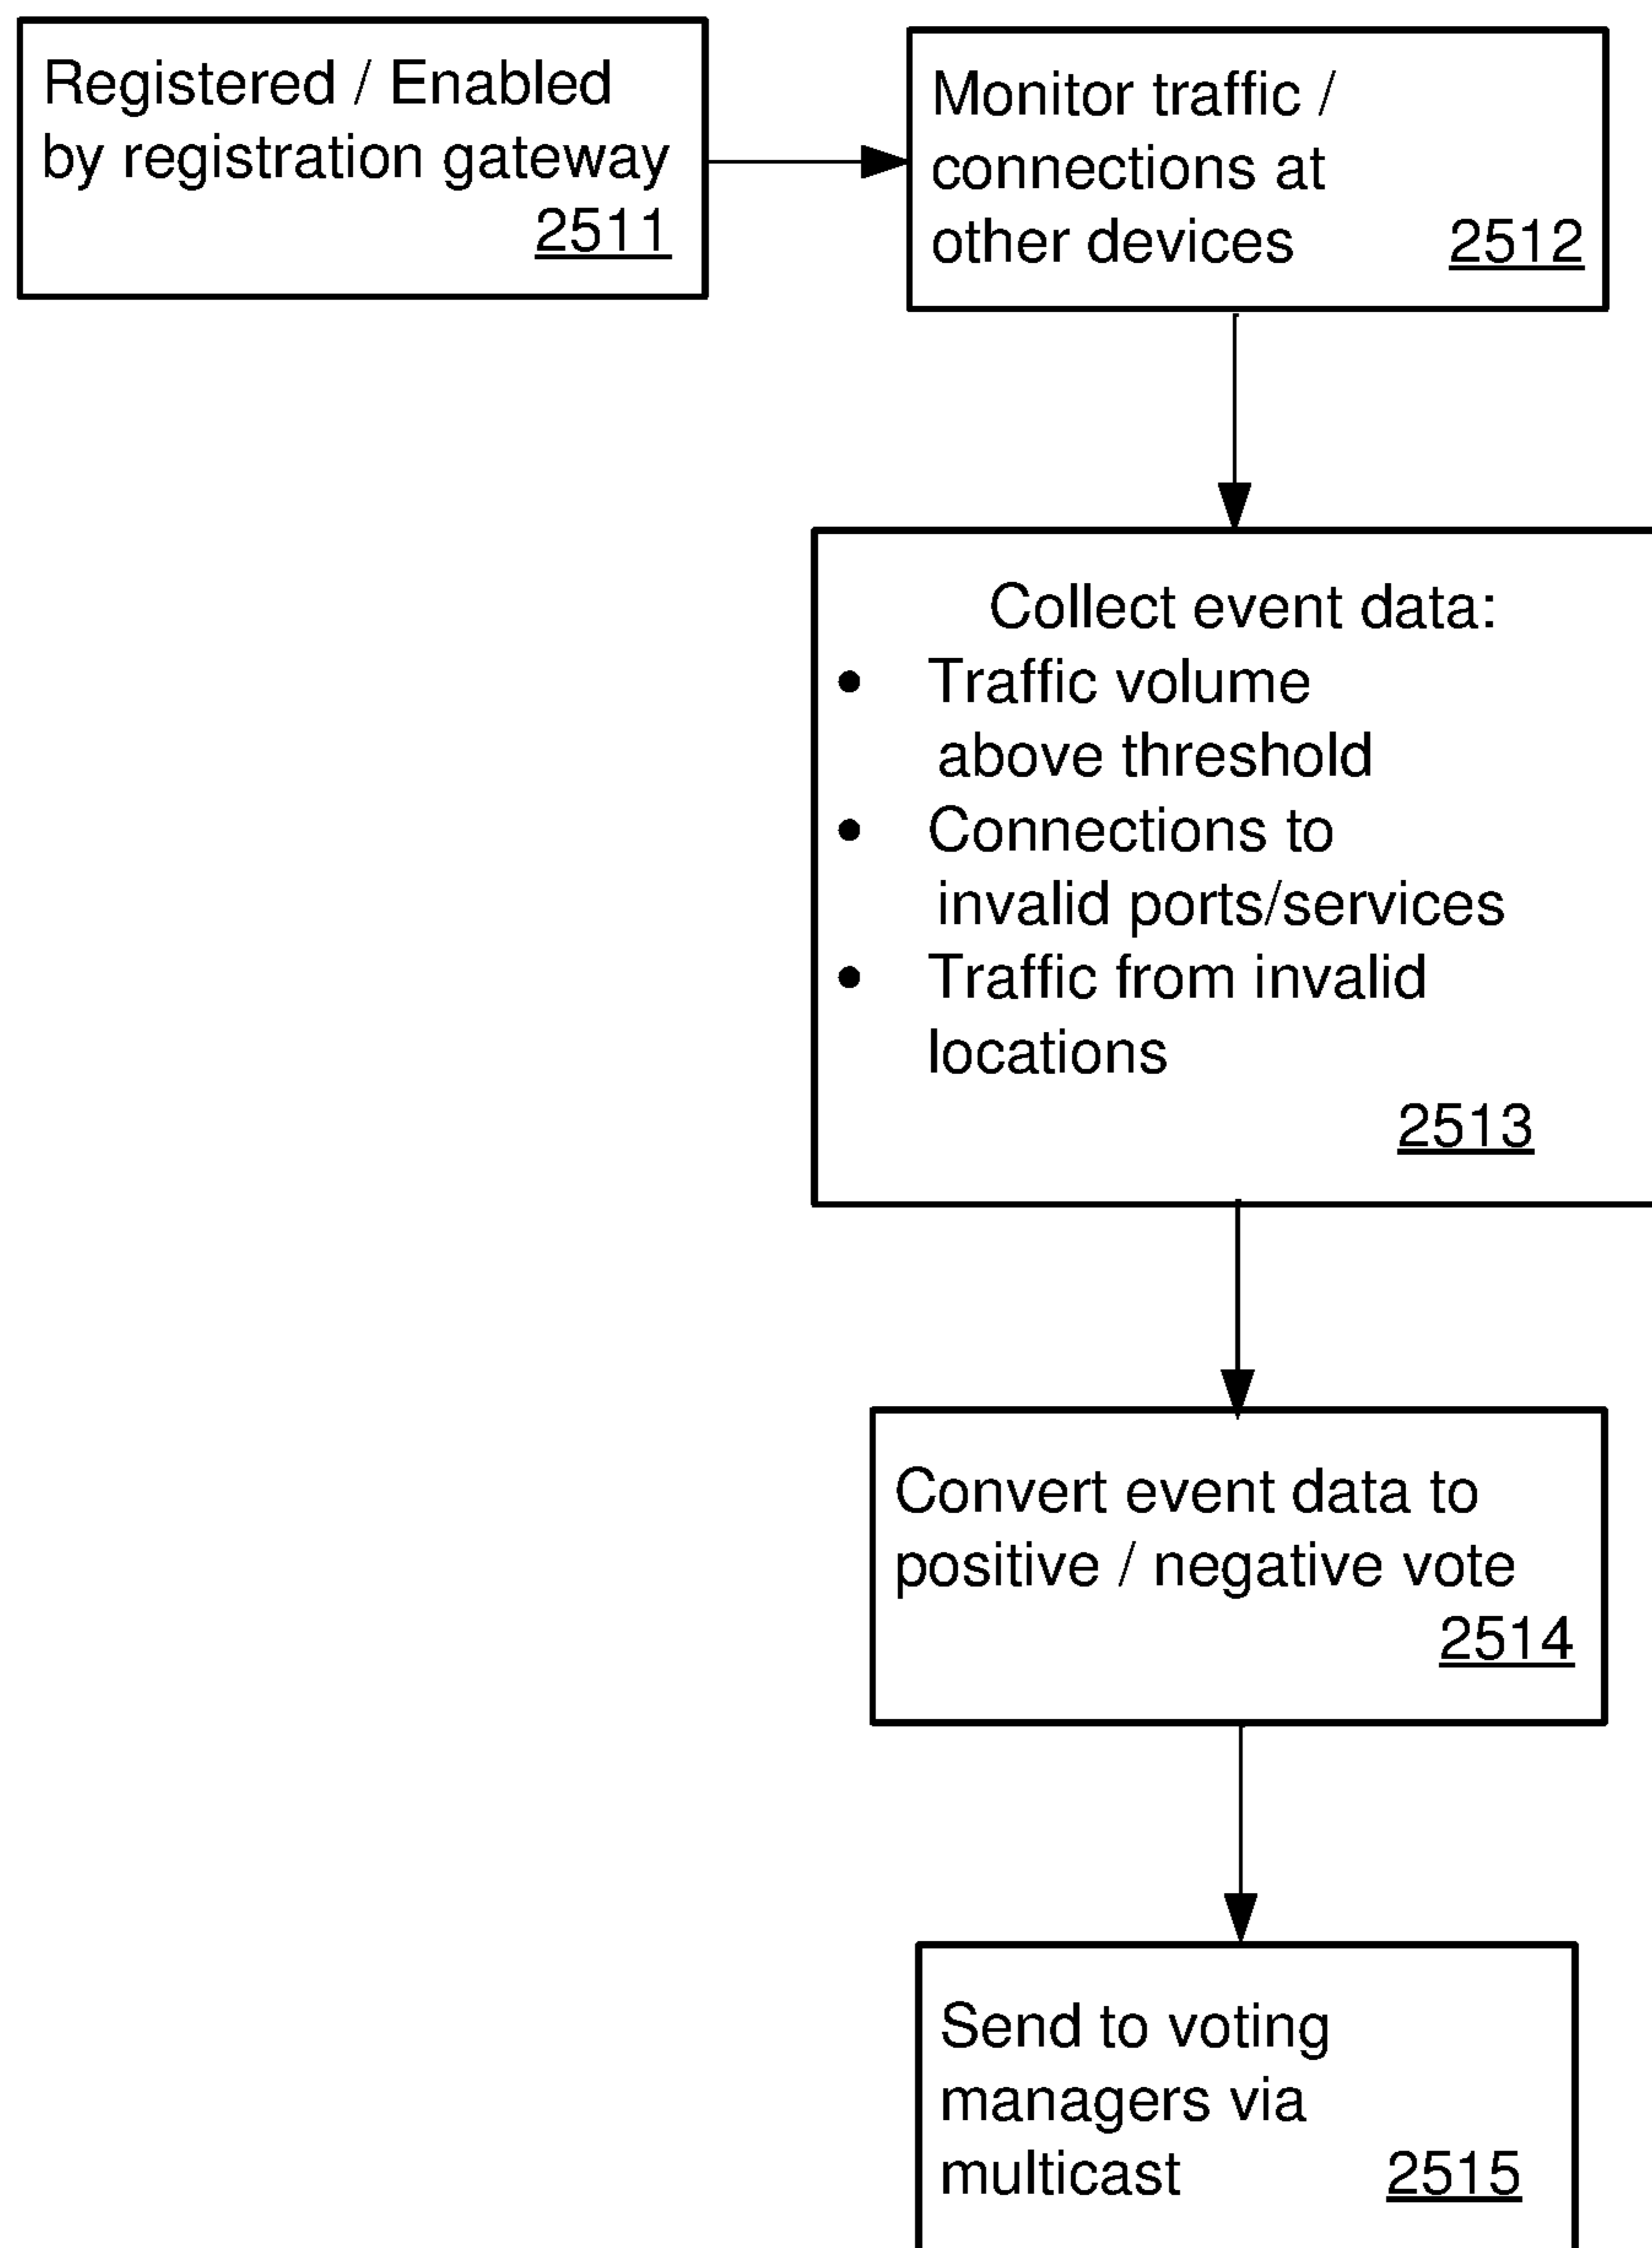 Registered / Enabled
by registration gateway
2511
Monitor traffic /
connections at
other devices 2512
Collect event data:
• Traffic volume
above threshold
• Connections to
invalid ports/services
• Traffic from invalid
locations
2513
Convert event data to
positive / negative vote
2514
Send to voting
managers via
multicast 2515